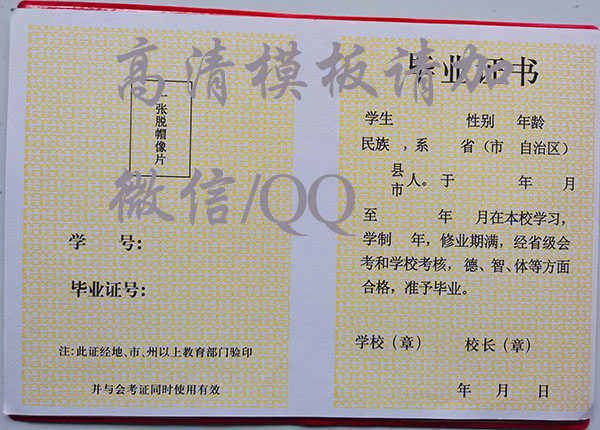 高清模板请加
微信/QQ
一张脱帽像片
学 号:
毕业证号:
注:此证经地、市、州以上教育部门验印
并与会考证同时使用有效
毕业证书
学生 性别 年龄
民族 ,系 省(市 自治区)
县
市 人。于 年 月
至 年 月在本校学习,
学制 年,修业期满,经省级会
考和学校考核,德、智、体等方面
合格,准予毕业。
学校(章) 校长(章)
年 月 日